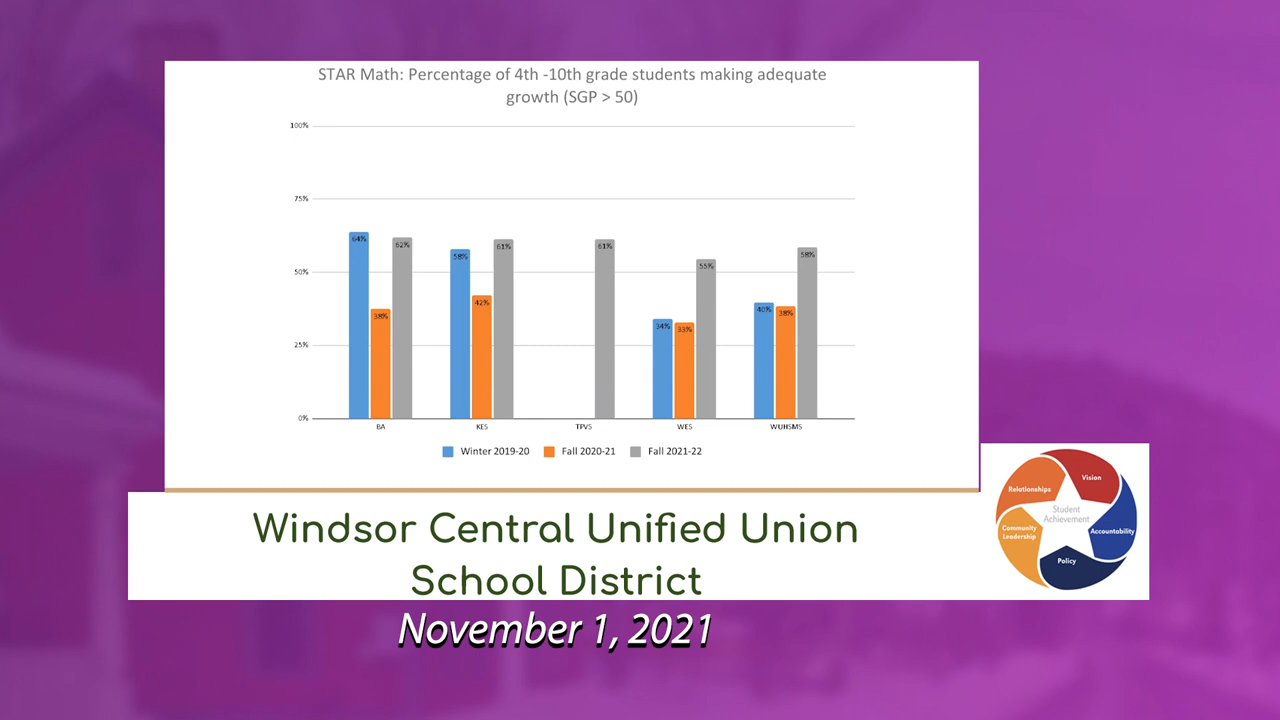 STAR Math: Percentage of 4th -10th grade students making adequate
growth (SGP > 50)
100%
75%
50%
25%
0%
64%
38%
62%
58%
42%
61%
61%
34%
33%
55%
40%
38%
58%
BA
KES
TPVS
WES
WUHSMS
Winter 2019-20
Fall 2020-21
Fall 2021-22
Relationships
Vision
Student
Achievement
Community
Leadership
Accountability
Policy
Windsor Central Unified Union
School District
November 1, 2021